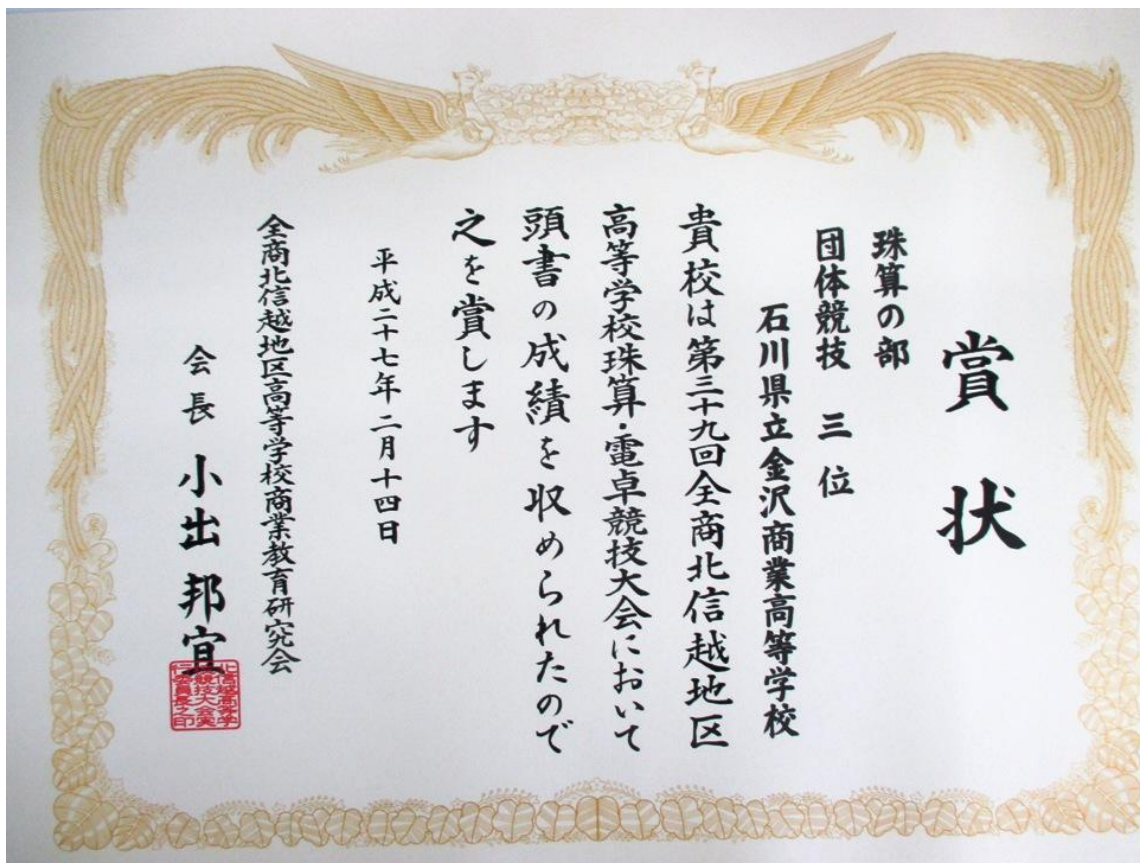 賞状
珠算の部
団体競技 三位
石川県立金沢商業高等学校
貴校は第三十九回全商北信越地区
高等学校珠算・電卓競技大会において
頭書の成績を収められたので
之を賞します
平成二十七年二月十四日
全商北信越地区高等学校商業教育研究会
会長 小出邦宜